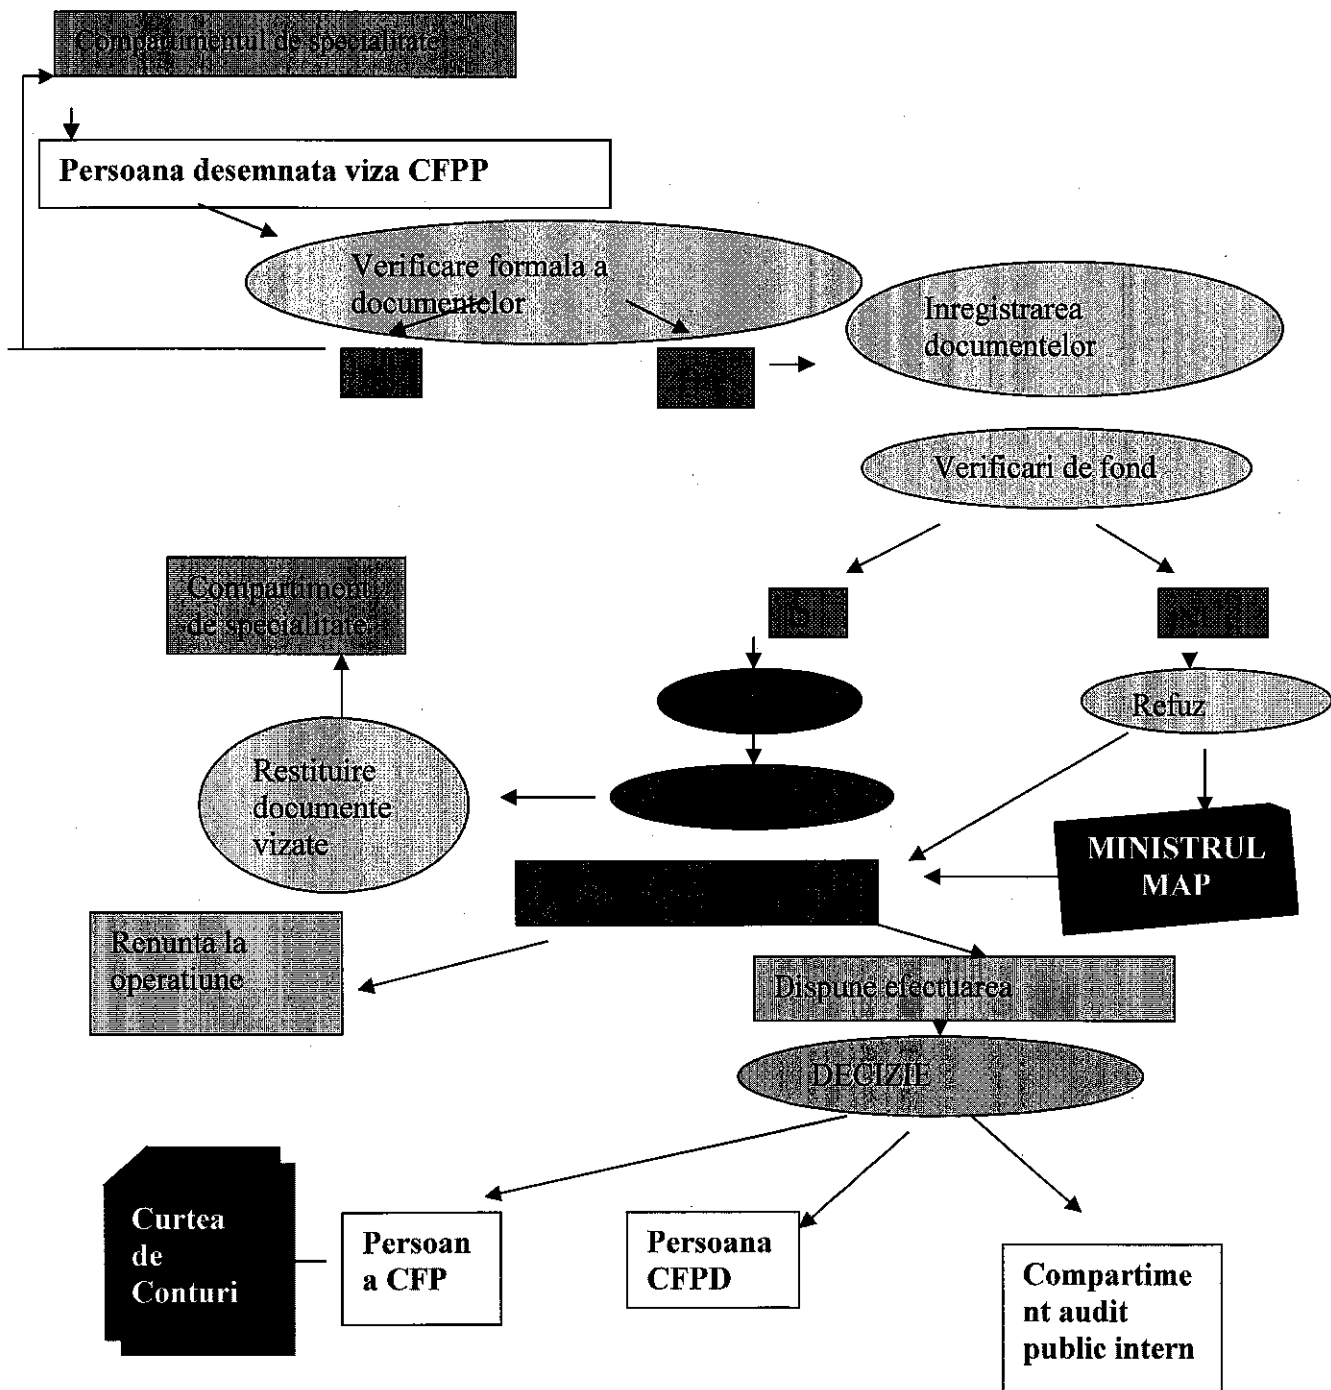 Compartimentul de specialitate
Persoana desemnata viza CFPP
Verificare formala a
documentelor
Inregistrarea
documentelor
Verificari de fond
Compartiment
de specialitate
Refuz
Restituire
documente
vizate
MINISTRUL
MAP
Renunta la
operatiune
Dispune efectuarea
DECIZIE
Curtea
de
Conturi
Persoan
a CFP
Persoana
CFPD
Compartime
nt audit
public intern